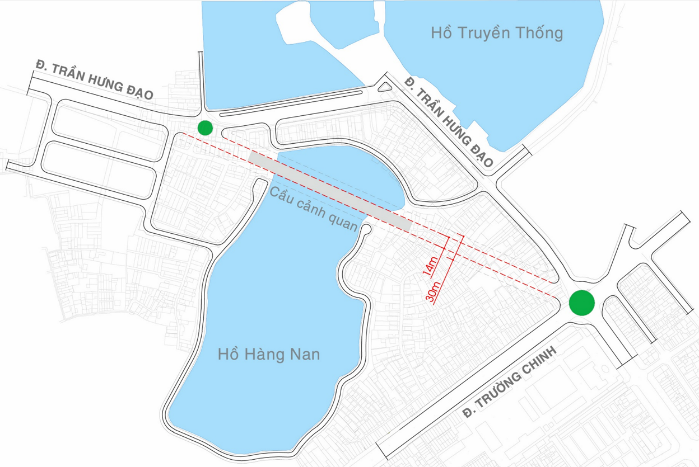 Hồ Truyền Thống
Đ. TRẦN HƯNG ĐẠO
Đ. TRẦN HƯNG ĐẠO
Cầu cảnh quan
14m
30m
Hồ Hàng Nan
Đ. TRƯỜNG CHINH